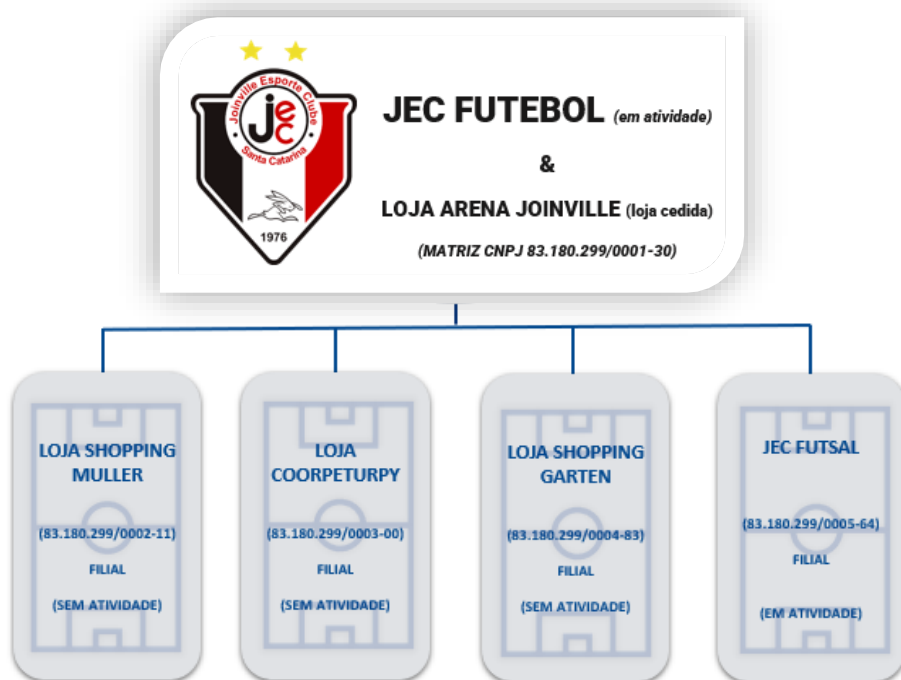 Joinville Esporte Clube
jec
Santa Catarina
1976
JEC FUTEBOL (em atividade)
&
LOJA ARENA JOINVILLE (loja cedida)
(MATRIZ CNPJ 83.180.299/0001-30)
LOJA SHOPPING
MULLER
(83.180.299/0002-11)
FILIAL
(SEM ATIVIDADE)
LOJA
COORPETURPY
(83.180.299/0003-00)
FILIAL
(SEM ATIVIDADE)
LOJA SHOPPING
GARTEN
(83.180.299/0004-83)
FILIAL
(SEM ATIVIDADE)
JEC FUTSAL
(83.180.299/0005-64)
FILIAL
(EM ATIVIDADE)